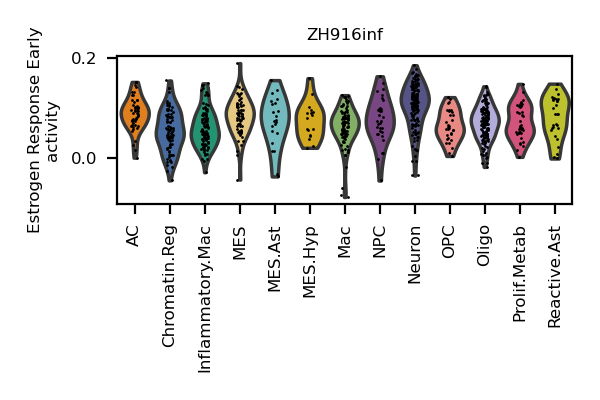 ZH916inf
Estrogen Response Early
activity
0.2
0.0
AC
Chromatin.Reg
Inflammatory.Mac
MES
MES.Ast
MES.Hyp
Mac
NPC
Neuron
OPC
Oligo
Prolif.Metab
Reactive.Ast